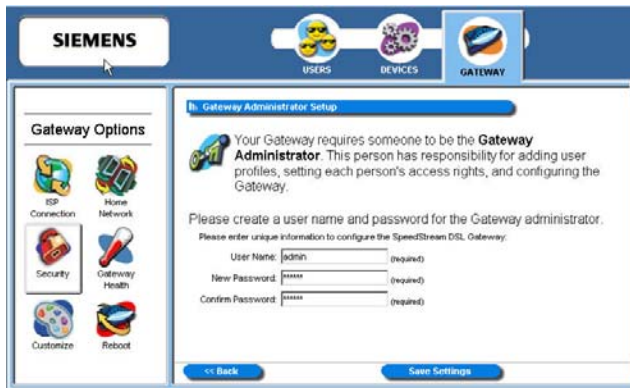 SIEMENS
USERS
DEVICES
GATEWAY
Gateway Options
ISP
Connection
Home
Network
Security
Gateway
Health
Customize
Reboot
h. Gateway Administrator Setup
Your Gateway requires someone to be the Gateway
Administrator. This person has responsibility for adding user
profiles, setting each person's access rights, and configuring the
Gateway.
Please create a user name and password for the Gateway administrator.
Please enter unique information to configure the SpeedStream DSL Gateway:
User Name: admin (required)
New Password: ****** (required)
Confirm Password: ****** (required)
<< Back
Save Settings